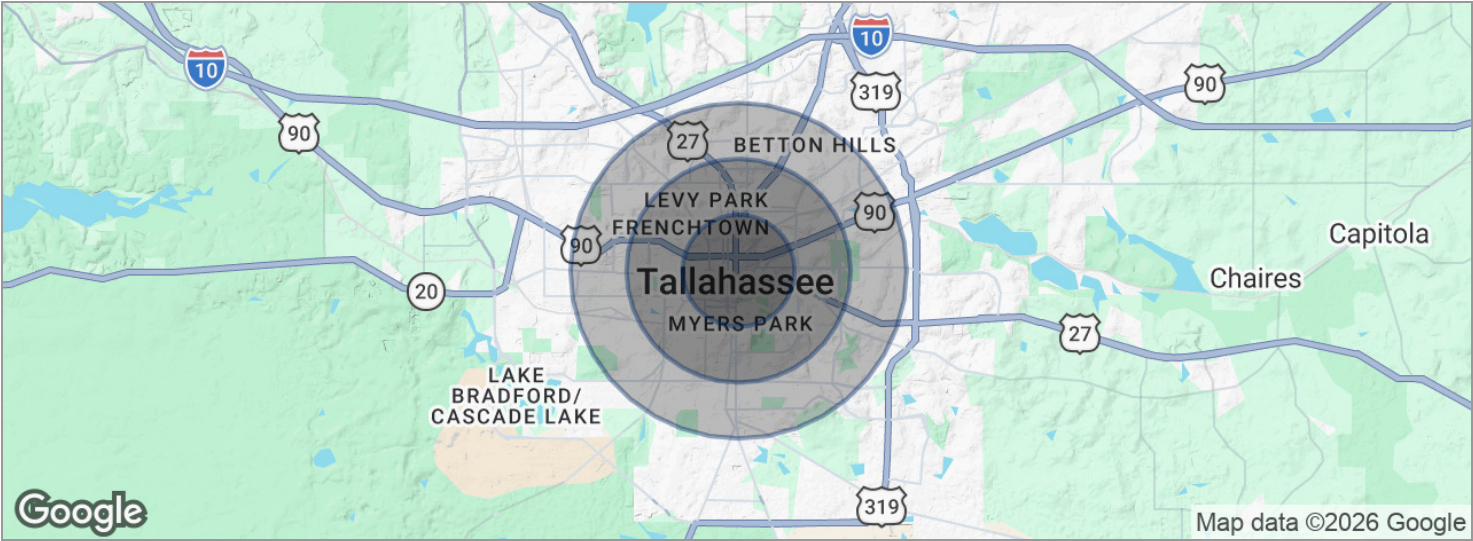 10
10
90
319
90
27
BETTON HILLS
LEVY PARK
90
FRENCHTOWN
90
Capitola
Tallahassee
Chaires
20
MYERS PARK
27
LAKE
BRADFORD/
CASCADE LAKE
319
Google
Map data ©2026 Google